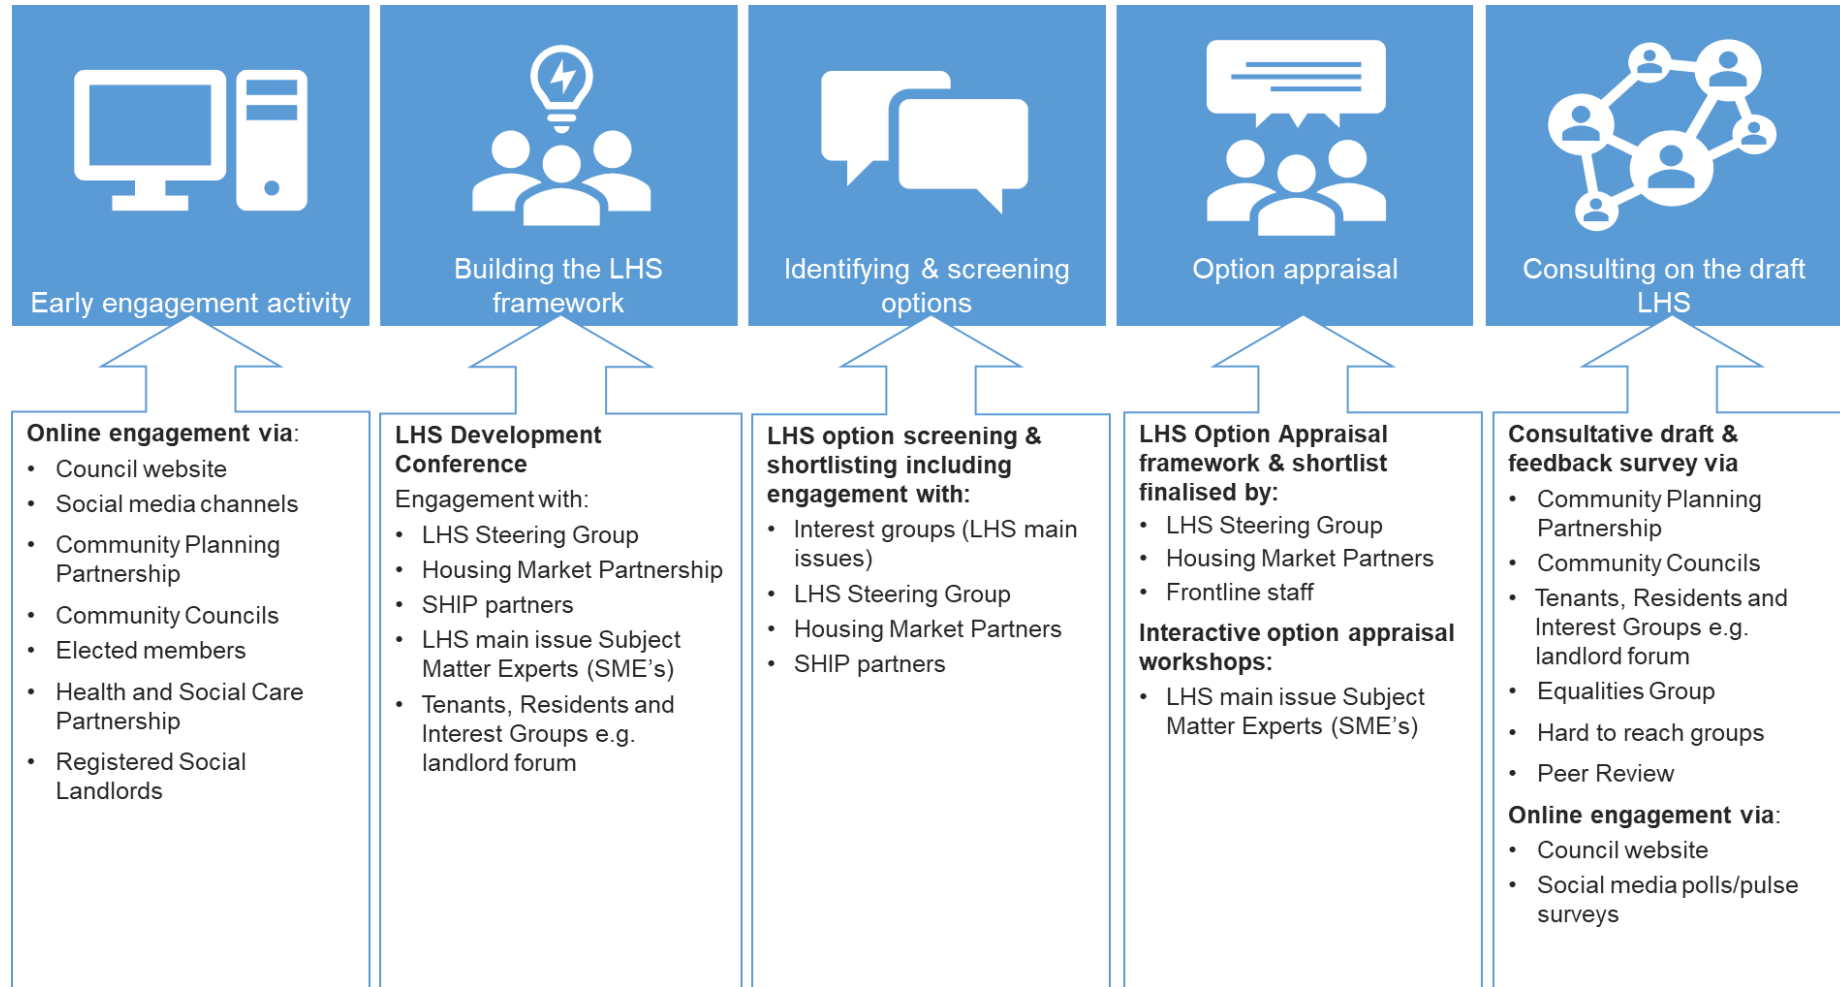 Early engagement activity
Building the LHS
framework
Identifying & screening
options
Option appraisal
Consulting on the draft
LHS
Online engagement via:
• Council website
• Social media channels
• Community Planning
Partnership
• Community Councils
• Elected members
• Health and Social Care
Partnership
• Registered Social
Landlords
LHS Development
Conference
Engagement with:
• LHS Steering Group
• Housing Market Partnership
• SHIP partners
• LHS main issue Subject
Matter Experts (SME's)
• Tenants, Residents and
Interest Groups e.g.
landlord forum
LHS option screening &
shortlisting including
engagement with:
• Interest groups (LHS main
issues)
• LHS Steering Group
• Housing Market Partners
• SHIP partners
LHS Option Appraisal
framework & shortlist
finalised by:
• LHS Steering Group
• Housing Market Partners
• Frontline staff
Interactive option appraisal
workshops:
• LHS main issue Subject
Matter Experts (SME's)
Consultative draft &
feedback survey via
• Community Planning
Partnership
• Community Councils
• Tenants, Residents and
Interest Groups e.g.
landlord forum
• Equalities Group
• Hard to reach groups
• Peer Review
Online engagement via:
• Council website
• Social media polls/pulse
surveys